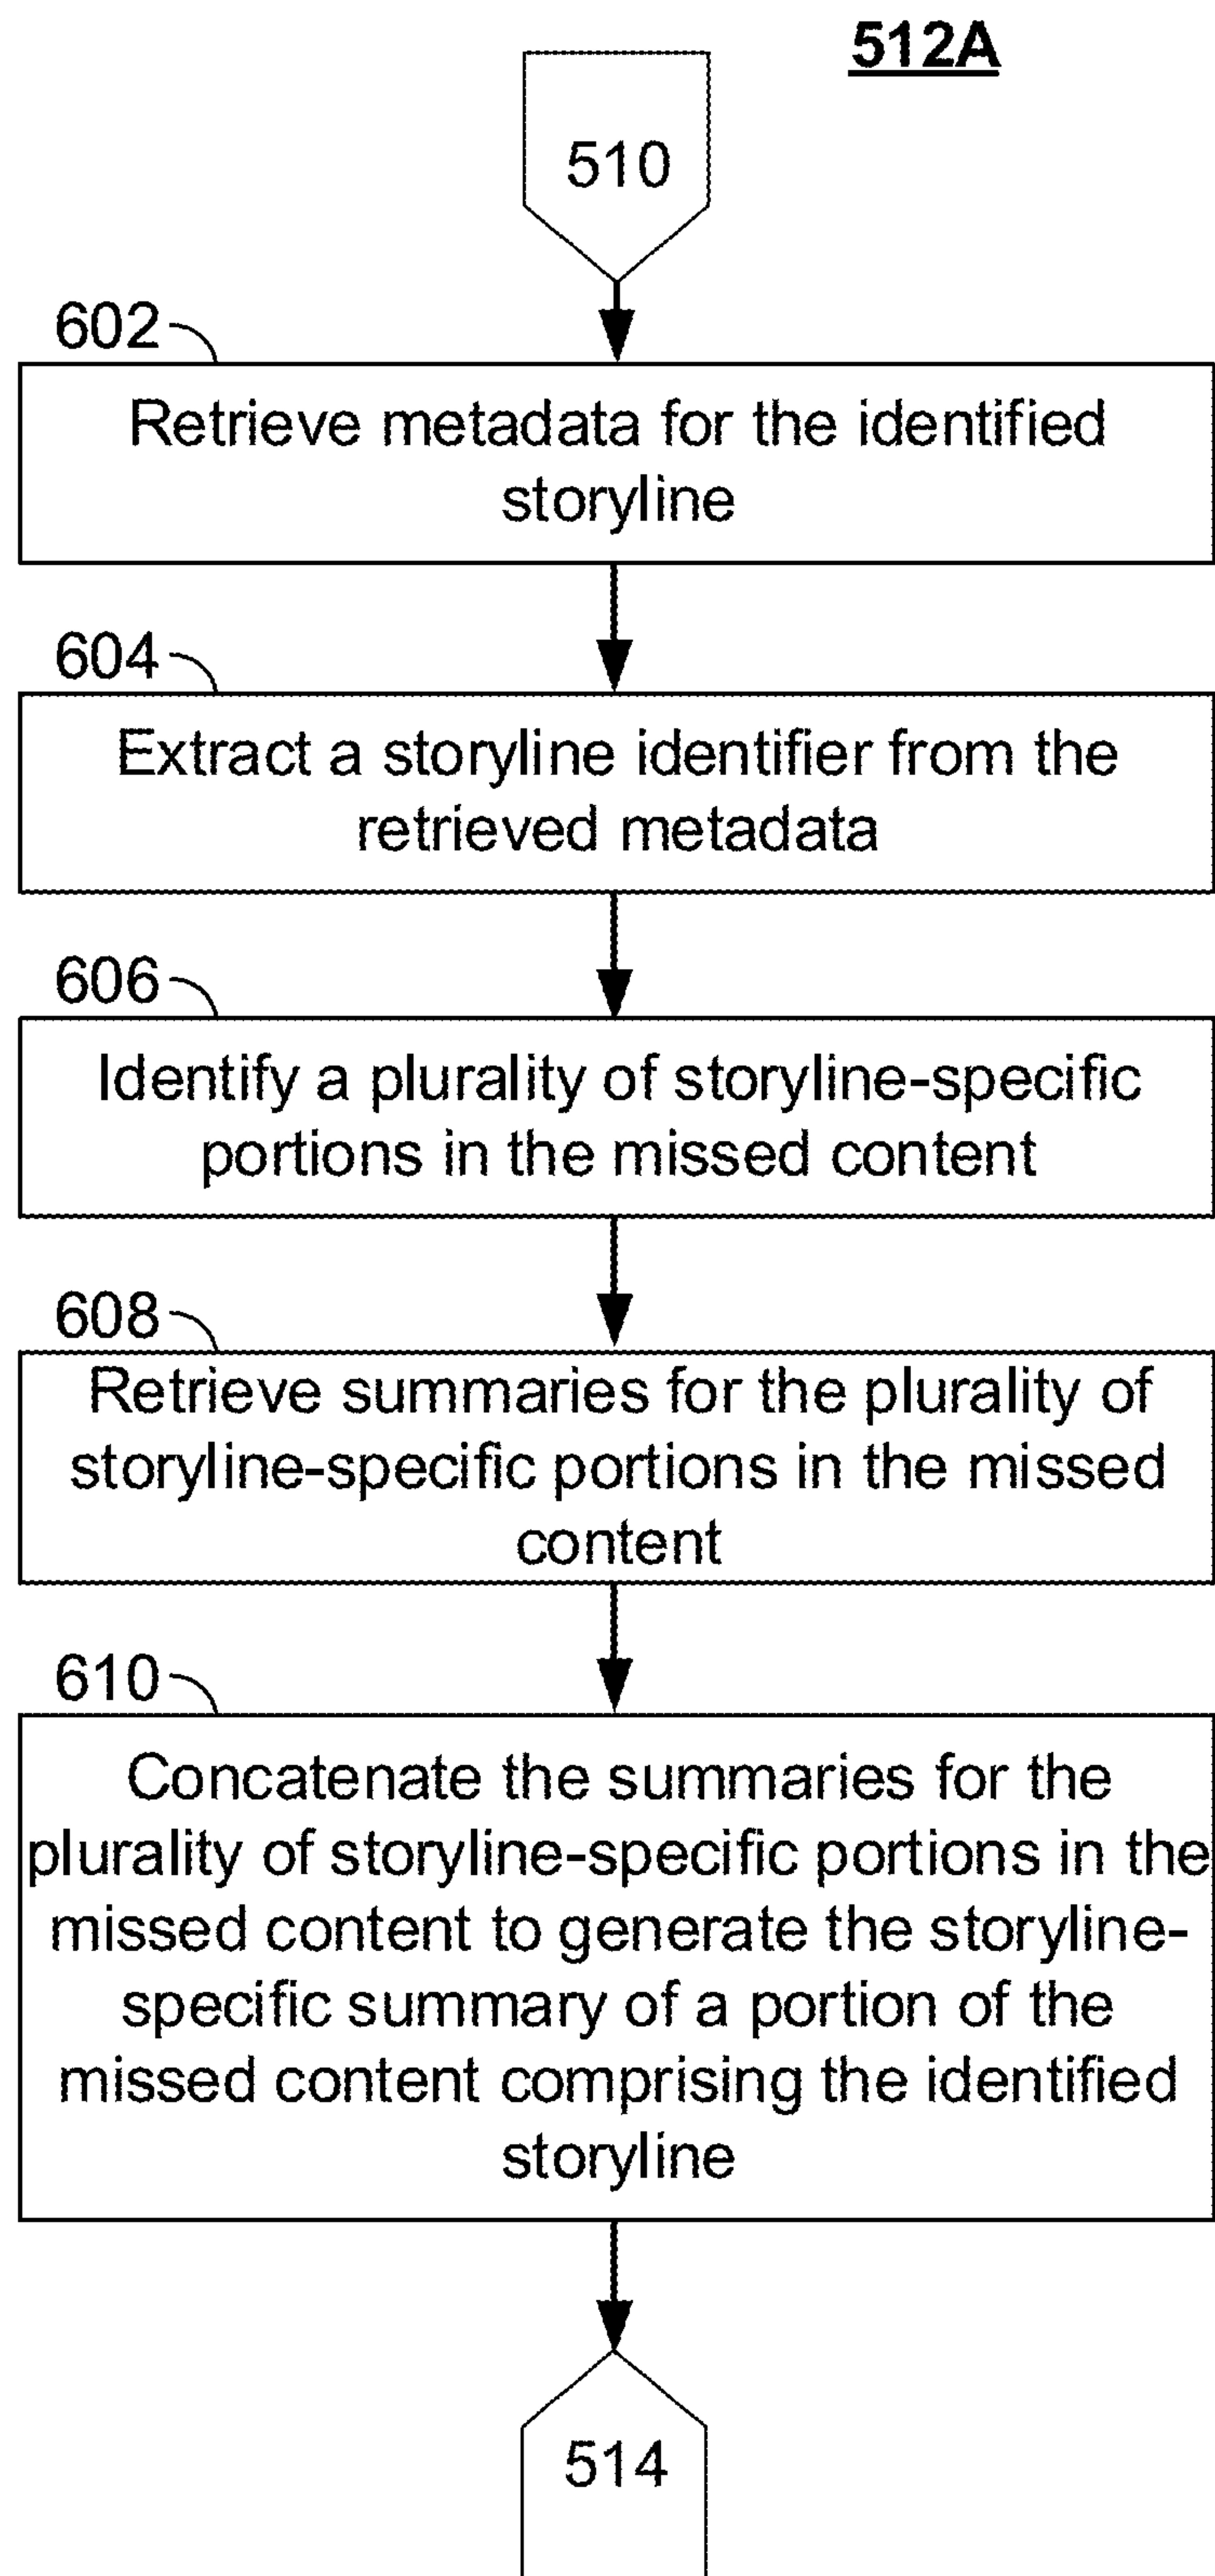 512A
510
602
Retrieve metadata for the identified
storyline
604
Extract a storyline identifier from the
retrieved metadata
606
Identify a plurality of storyline-specific
portions in the missed content
608
Retrieve summaries for the plurality of
storyline-specific portions in the missed
content
610
Concatenate the summaries for the
plurality of storyline-specific portions in the
missed content to generate the storyline-
specific summary of a portion of the
missed content comprising the identified
storyline
514